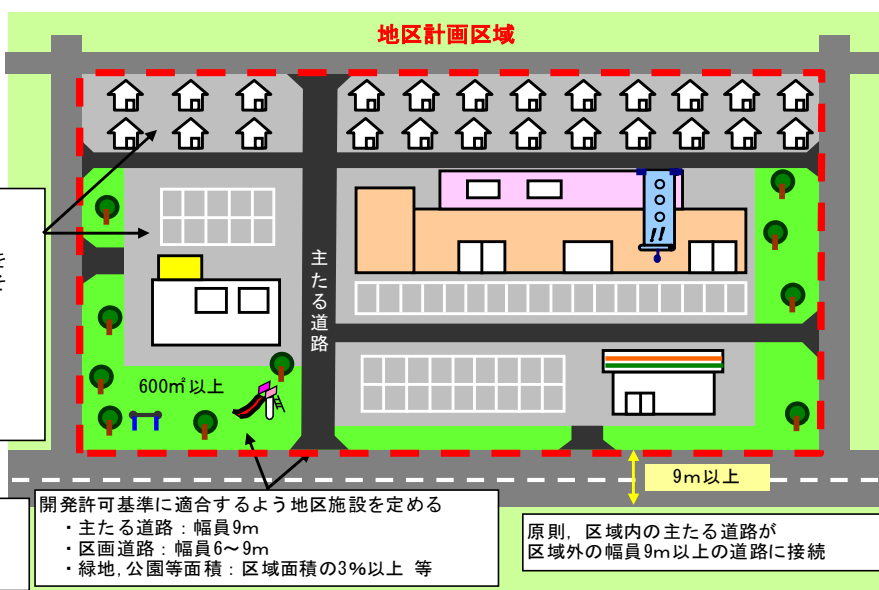 地区計画区域
主たる道路
600㎡以上
9m以上
開発許可基準に適合するよう地区施設を定める
・主たる道路：幅員9m
・区画道路：幅員6～9m
・緑地,公園等面積：区域面積の3%以上 等
原則，区域内の主たる道路が
区域外の幅員9m以上の道路に接続